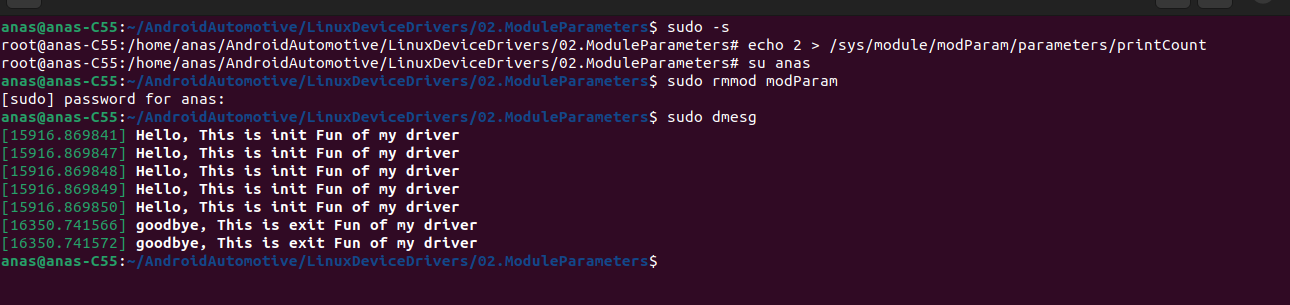 anas@anas-C55:~/AndroidAutomotive/LinuxDeviceDrivers/02.ModuleParameters$ sudo -s
root@anas-C55:/home/anas/AndroidAutomotive/LinuxDeviceDrivers/02.ModuleParameters# echo 2 > /sys/module/modParam/parameters/printCount
root@anas-C55:/home/anas/AndroidAutomotive/LinuxDeviceDrivers/02.ModuleParameters# su anas
anas@anas-C55:~/AndroidAutomotive/LinuxDeviceDrivers/02.ModuleParameters$ sudo rmmod modParam
[sudo] password for anas:
anas@anas-C55:~/AndroidAutomotive/LinuxDeviceDrivers/02.ModuleParameters$ sudo dmesg
[15916.869841] Hello, This is init Fun of my driver
[15916.869847] Hello, This is init Fun of my driver
[15916.869848] Hello, This is init Fun of my driver
[15916.869849] Hello, This is init Fun of my driver
[15916.869850] Hello, This is init Fun of my driver
[16350.741566] goodbye, This is exit Fun of my driver
[16350.741572] goodbye, This is exit Fun of my driver
anas@anas-C55:~/AndroidAutomotive/LinuxDeviceDrivers/02.ModuleParameters$